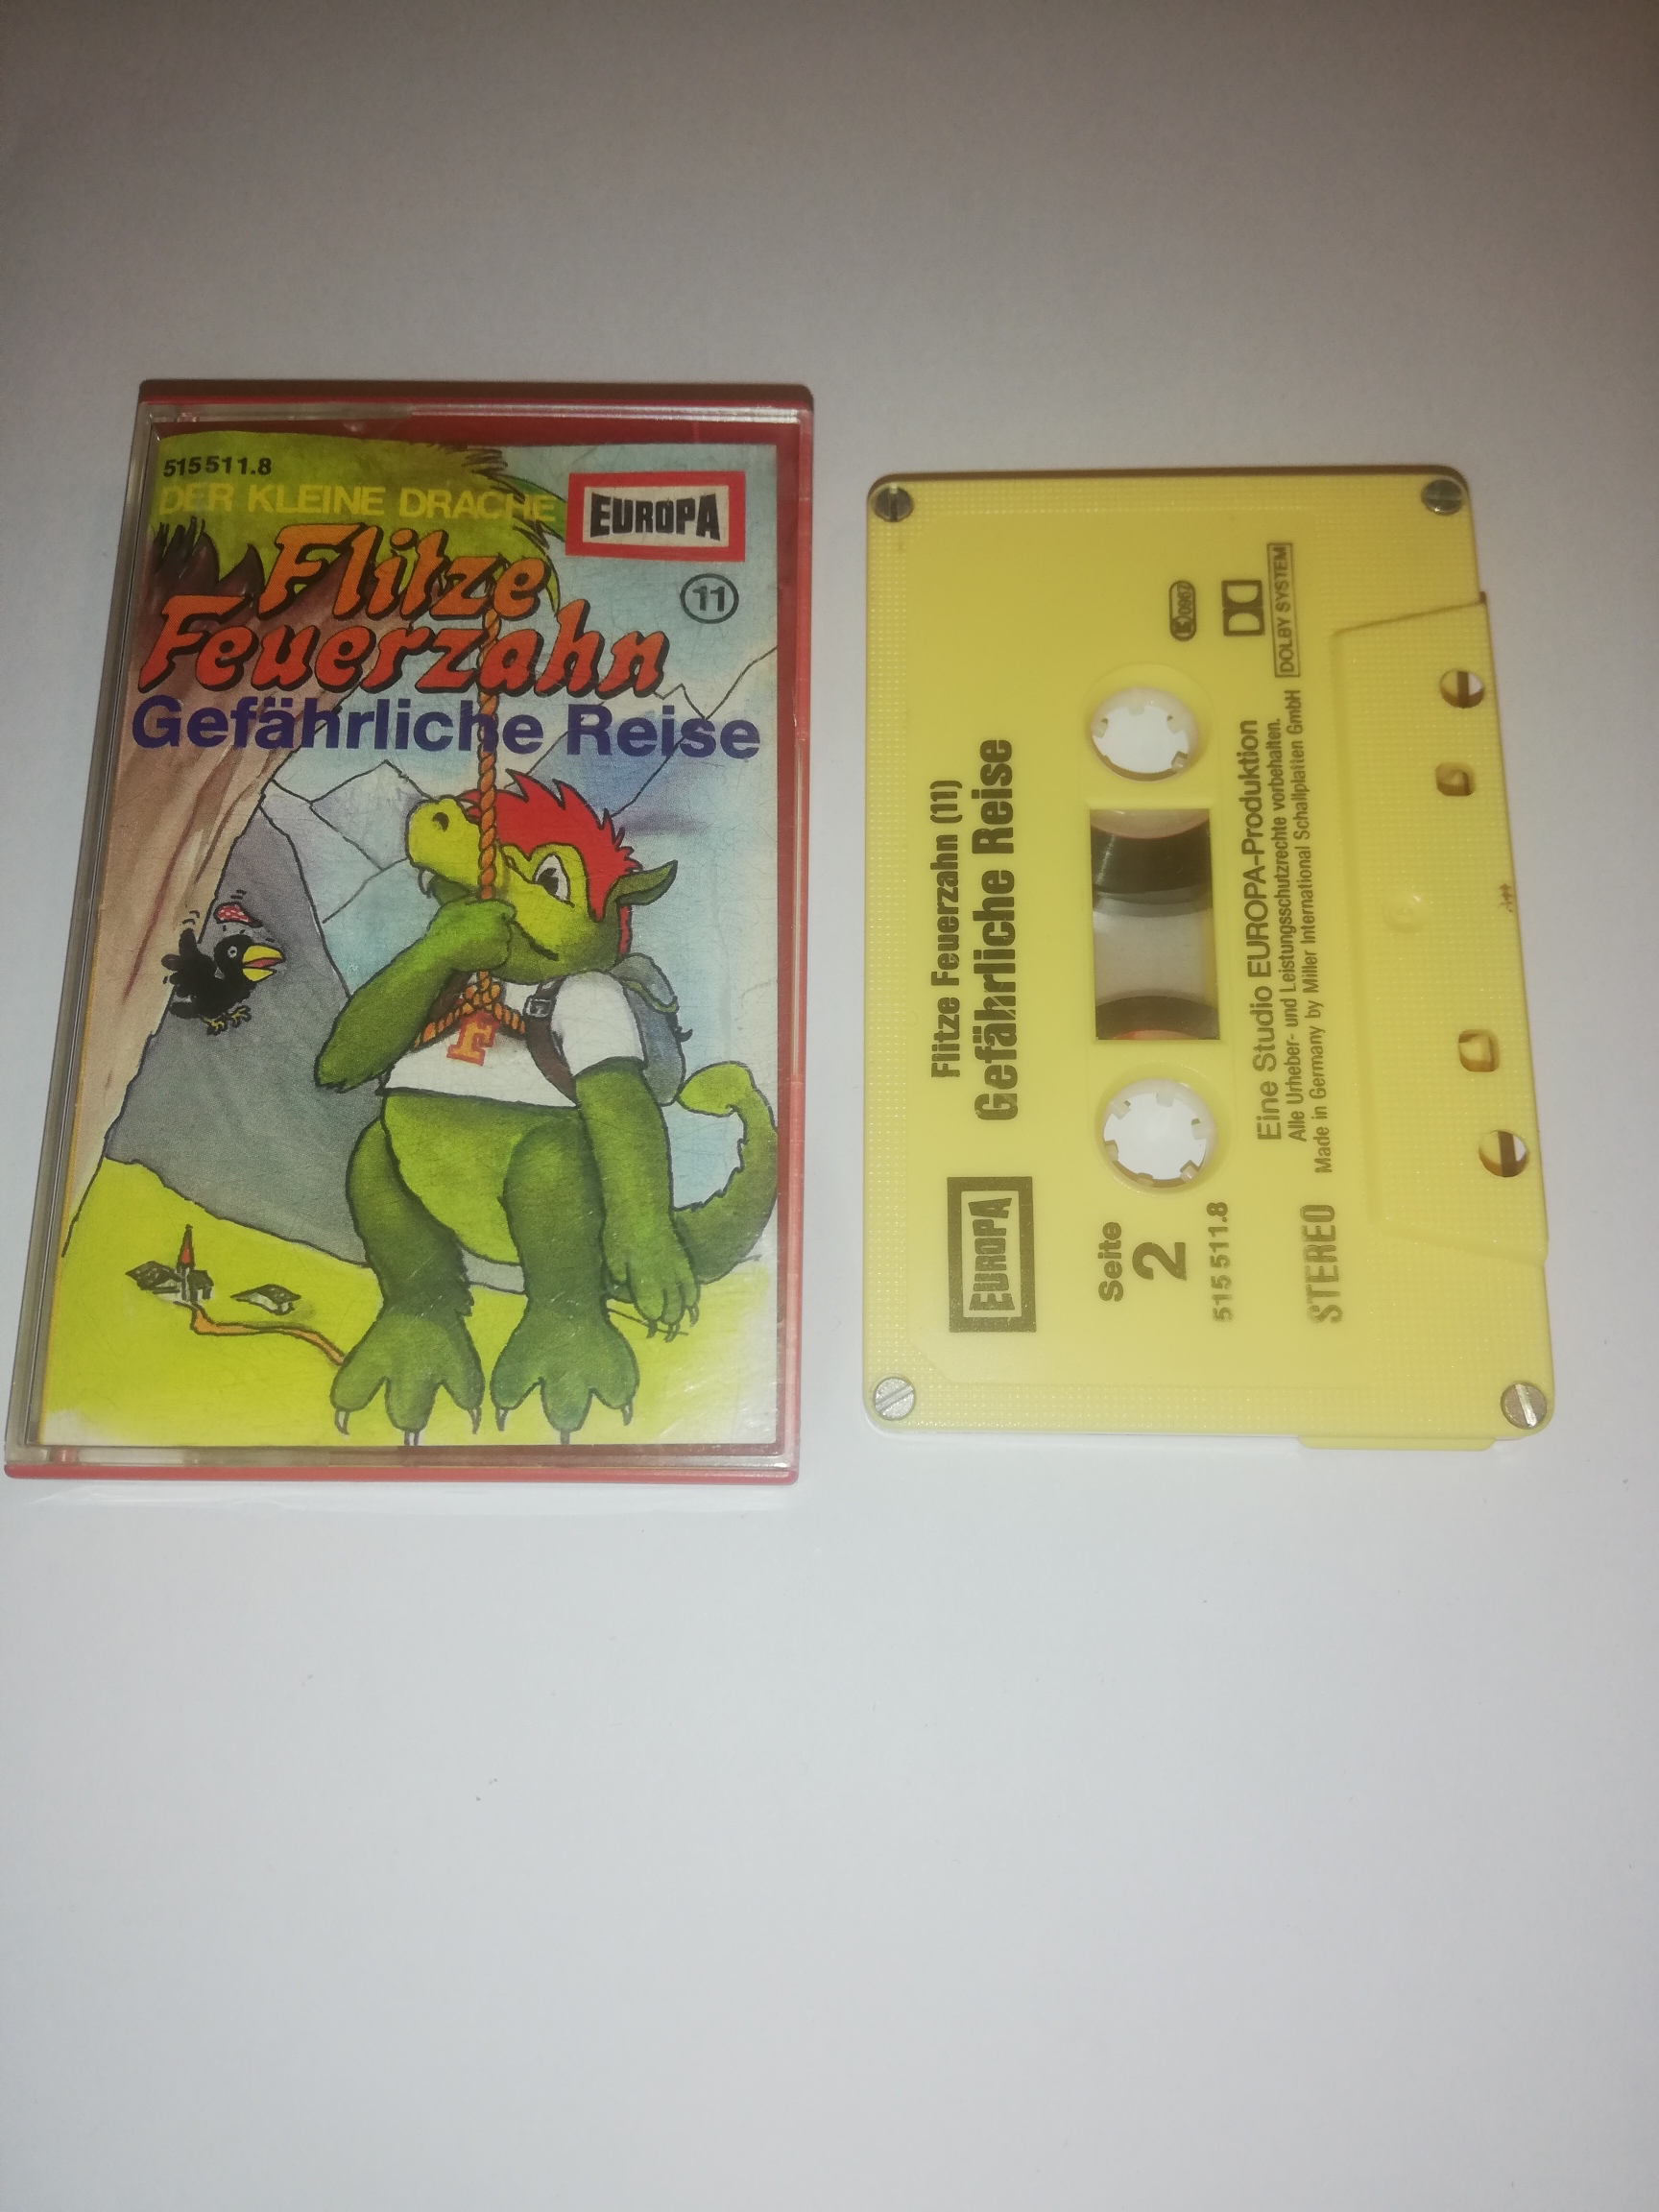 515 511.8
DER KLEINE DRACHE
EUROPA
Flitze
11
Feuerzahn
Gefährliche Reise
F
Flitze Feuerzahn (11)
Gefährliche Reise
EUROPA
Seite
2
515 511.8
STEREO
Eine Studio EUROPA-Produktion
Alle Urheber- und Leistungsschutzrechte vorbehalten.
Made in Germany by Miller International Schallplatten GmbH
DOLBY SYSTEM